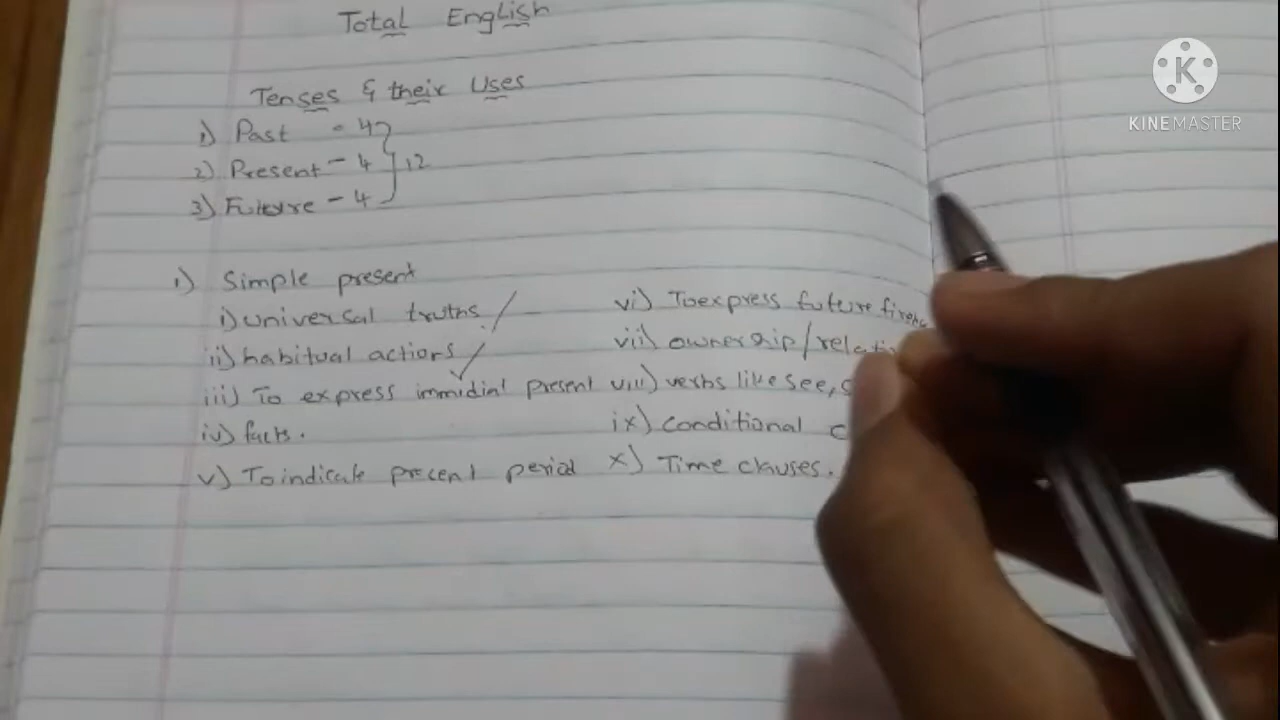 Total English
Tenses & their Uses
1) Past - 4
2) Present - 4 12
3) Future - 4
1) Simple present
i) universal truths
ii) habitual actions
iii) To express immidiat present
iv) facts.
v) To indicate precent period
vi) To express future
vii) ownership/
viii) verbs like see,
ix) conditional
x) Time clauses.
KINEMASTER